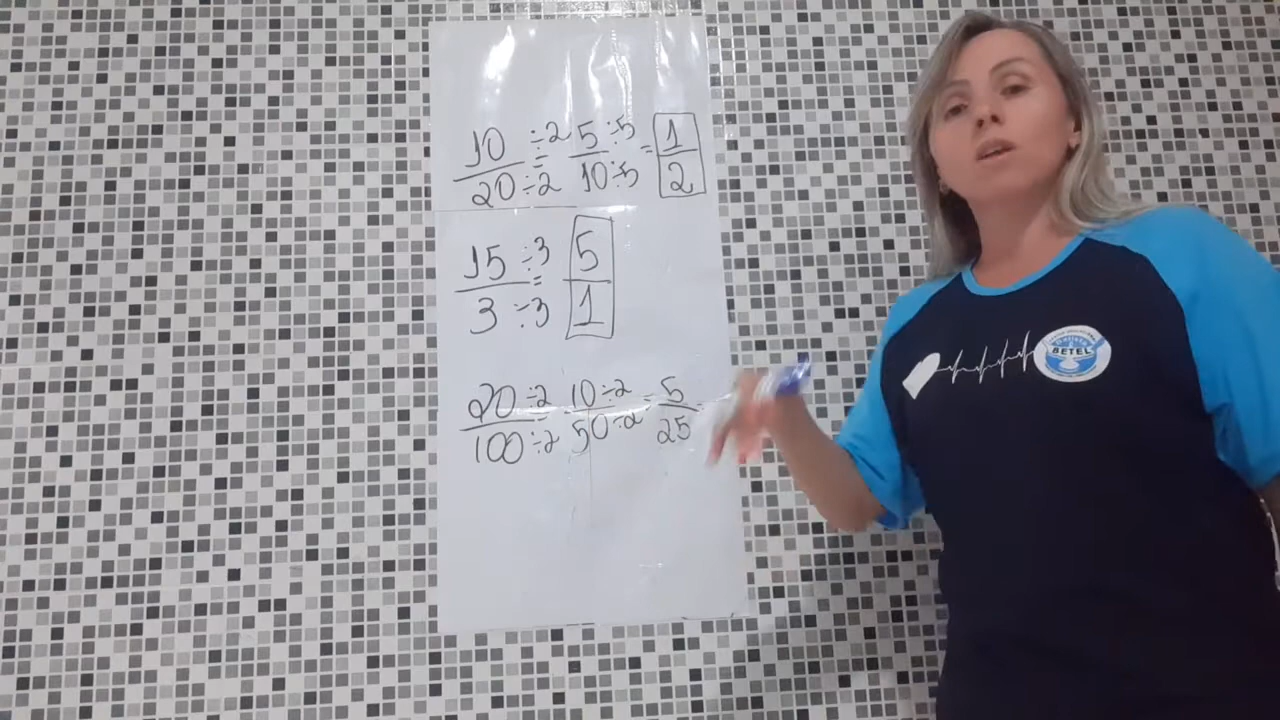 10 ÷2 = 5 ÷5 = 1
20 ÷2 10 ÷5 2
15 ÷3 = 5
3 ÷3 1
20 ÷2 = 10 ÷2 = 5
100 ÷2 50 ÷2 25
BETEL